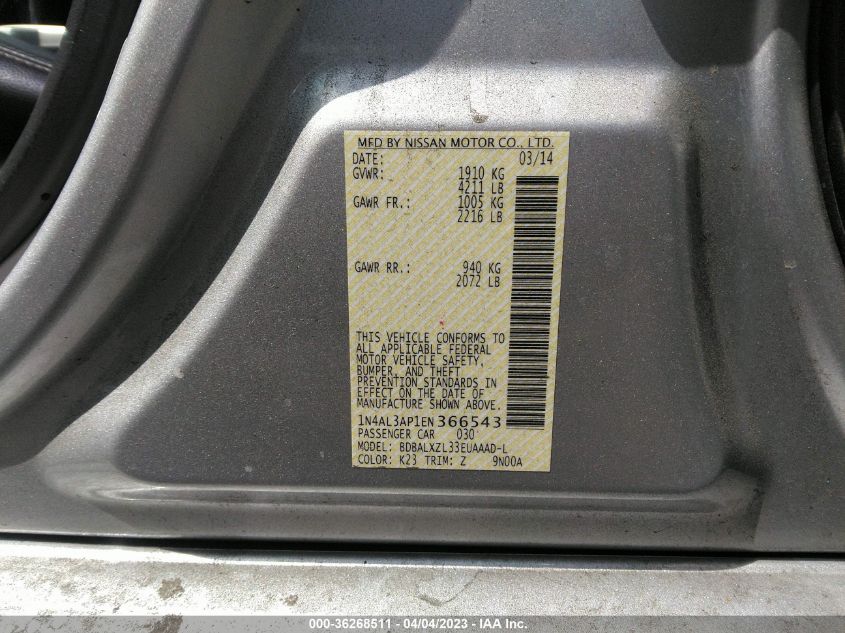 MFD BY NISSAN MOTOR CO., LTD.
DATE: 03/14
GVWR: 1910 KG
4211 LB
GAWR FR.: 1005 KG
2216 LB
GAWR RR.: 940 KG
2072 LB
THIS VEHICLE CONFORMS TO
ALL APPLICABLE FEDERAL
MOTOR VEHICLE SAFETY,
BUMPER, AND THEFT
PREVENTION STANDARDS IN
EFFECT ON THE DATE OF
MANUFACTURE SHOWN ABOVE.
1N4AL3AP1EN366543
PASSENGER CAR 030
MODEL: BDBALXZL33EUAAAD-L
COLOR: K23 TRIM: Z 9N00A
000-36268511 - 04/04/2023 - IAA Inc.